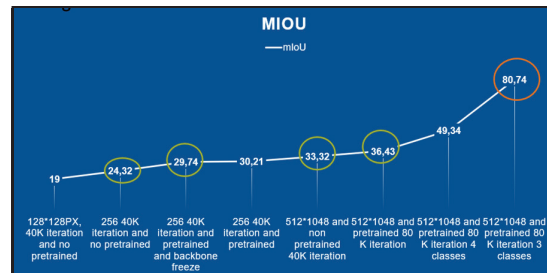 MIOU
mIoU
19
24,32
29,74
30,21
33,32
36,43
49,34
80,74
128*128PX,
40K iteration
and no
pretrained
256 40K
iteration and
no pretrained
256 40K
iteration and
pretrained
and backbone
freeze
256 40K
iteration and
pretrained
512*1048 and
non
pretrained
40K iteration
512*1048 and
pretrained 80
K iteration
512*1048 and
pretrained 80
K iteration 4
classes
512*1048 and
pretrained 80
K iteration 3
classes